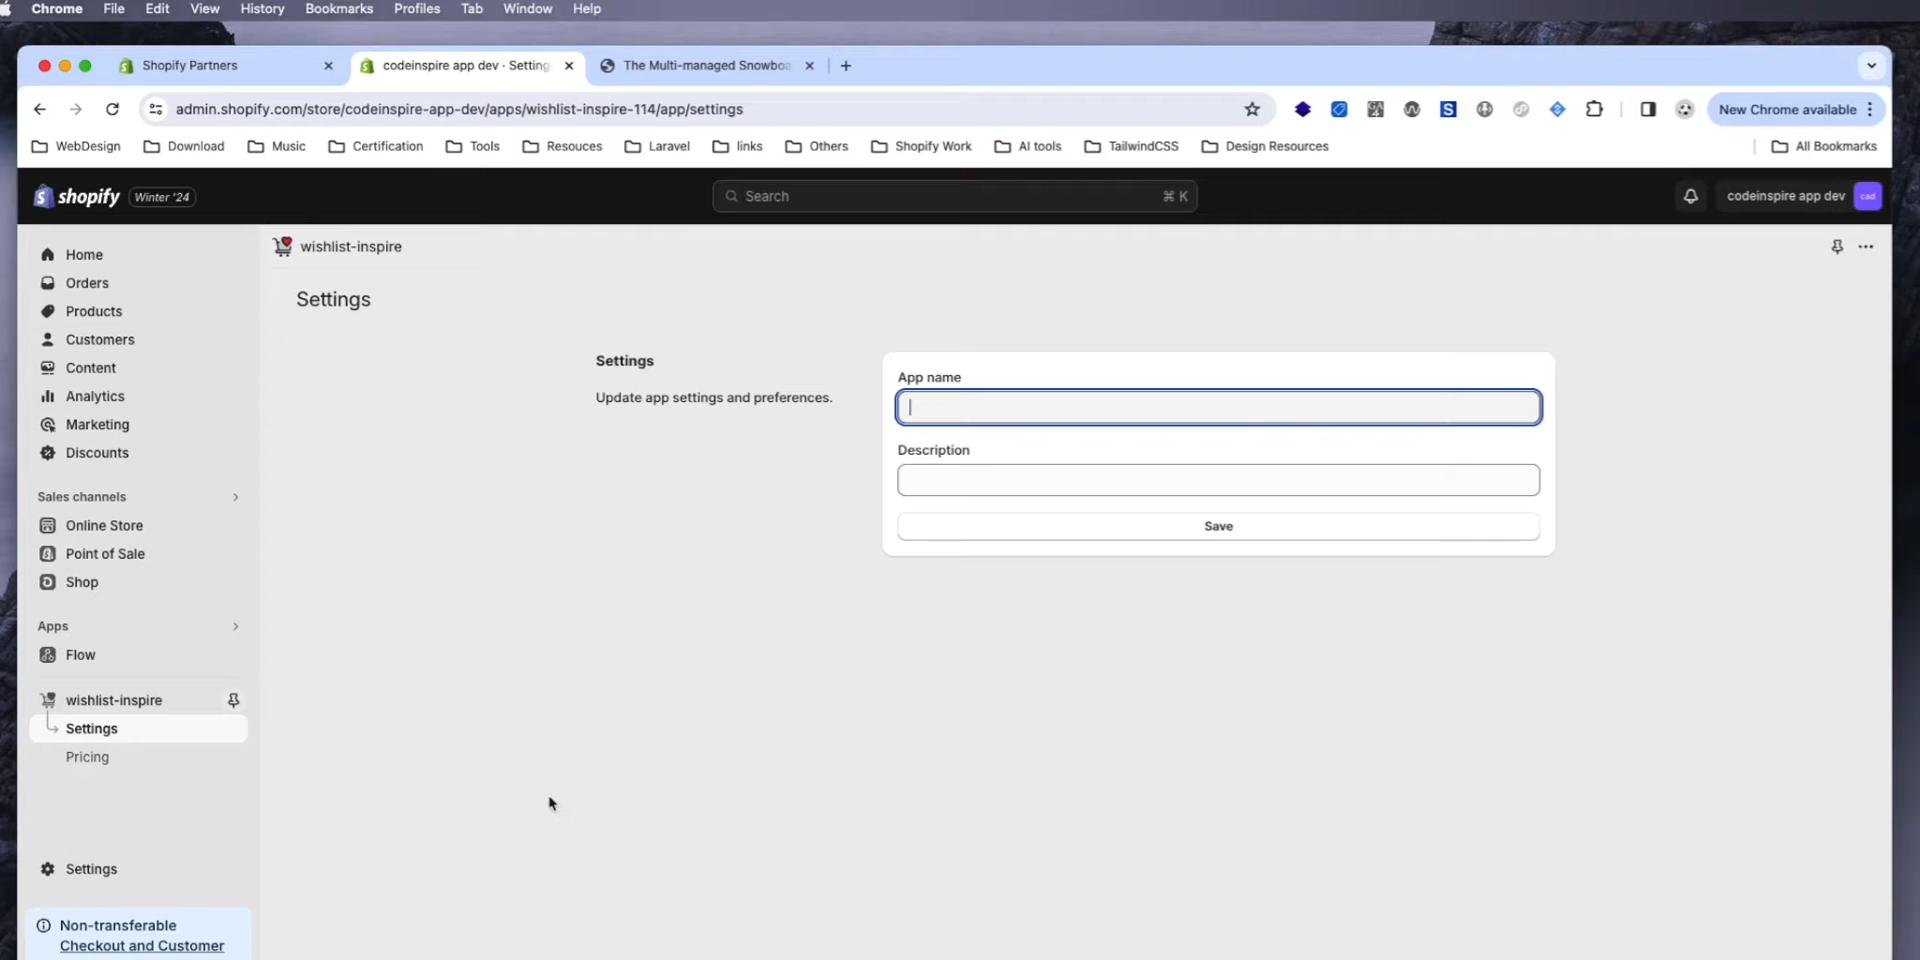 Chrome File Edit View History Bookmarks Profiles Tab Window Help
Shopify Partners codeinspire app dev · Setting The Multi-managed Snowboa
admin.shopify.com/store/codeinspire-app-dev/apps/wishlist-inspire-114/app/settings New Chrome available
WebDesign Download Music Certification Tools Resouces Laravel links Others Shopify Work AI tools TailwindCSS Design Resources All Bookmarks
shopify Winter '24 Search ⌘ K codeinspire app dev cad
wishlist-inspire
Home
Orders
Products
Customers
Content
Analytics
Marketing
Discounts
Sales channels
Online Store
Point of Sale
Shop
Apps
Flow
wishlist-inspire
Settings
Pricing
Settings
Non-transferable
Checkout and Customer
Settings
Settings
Update app settings and preferences.
App name
Description
Save